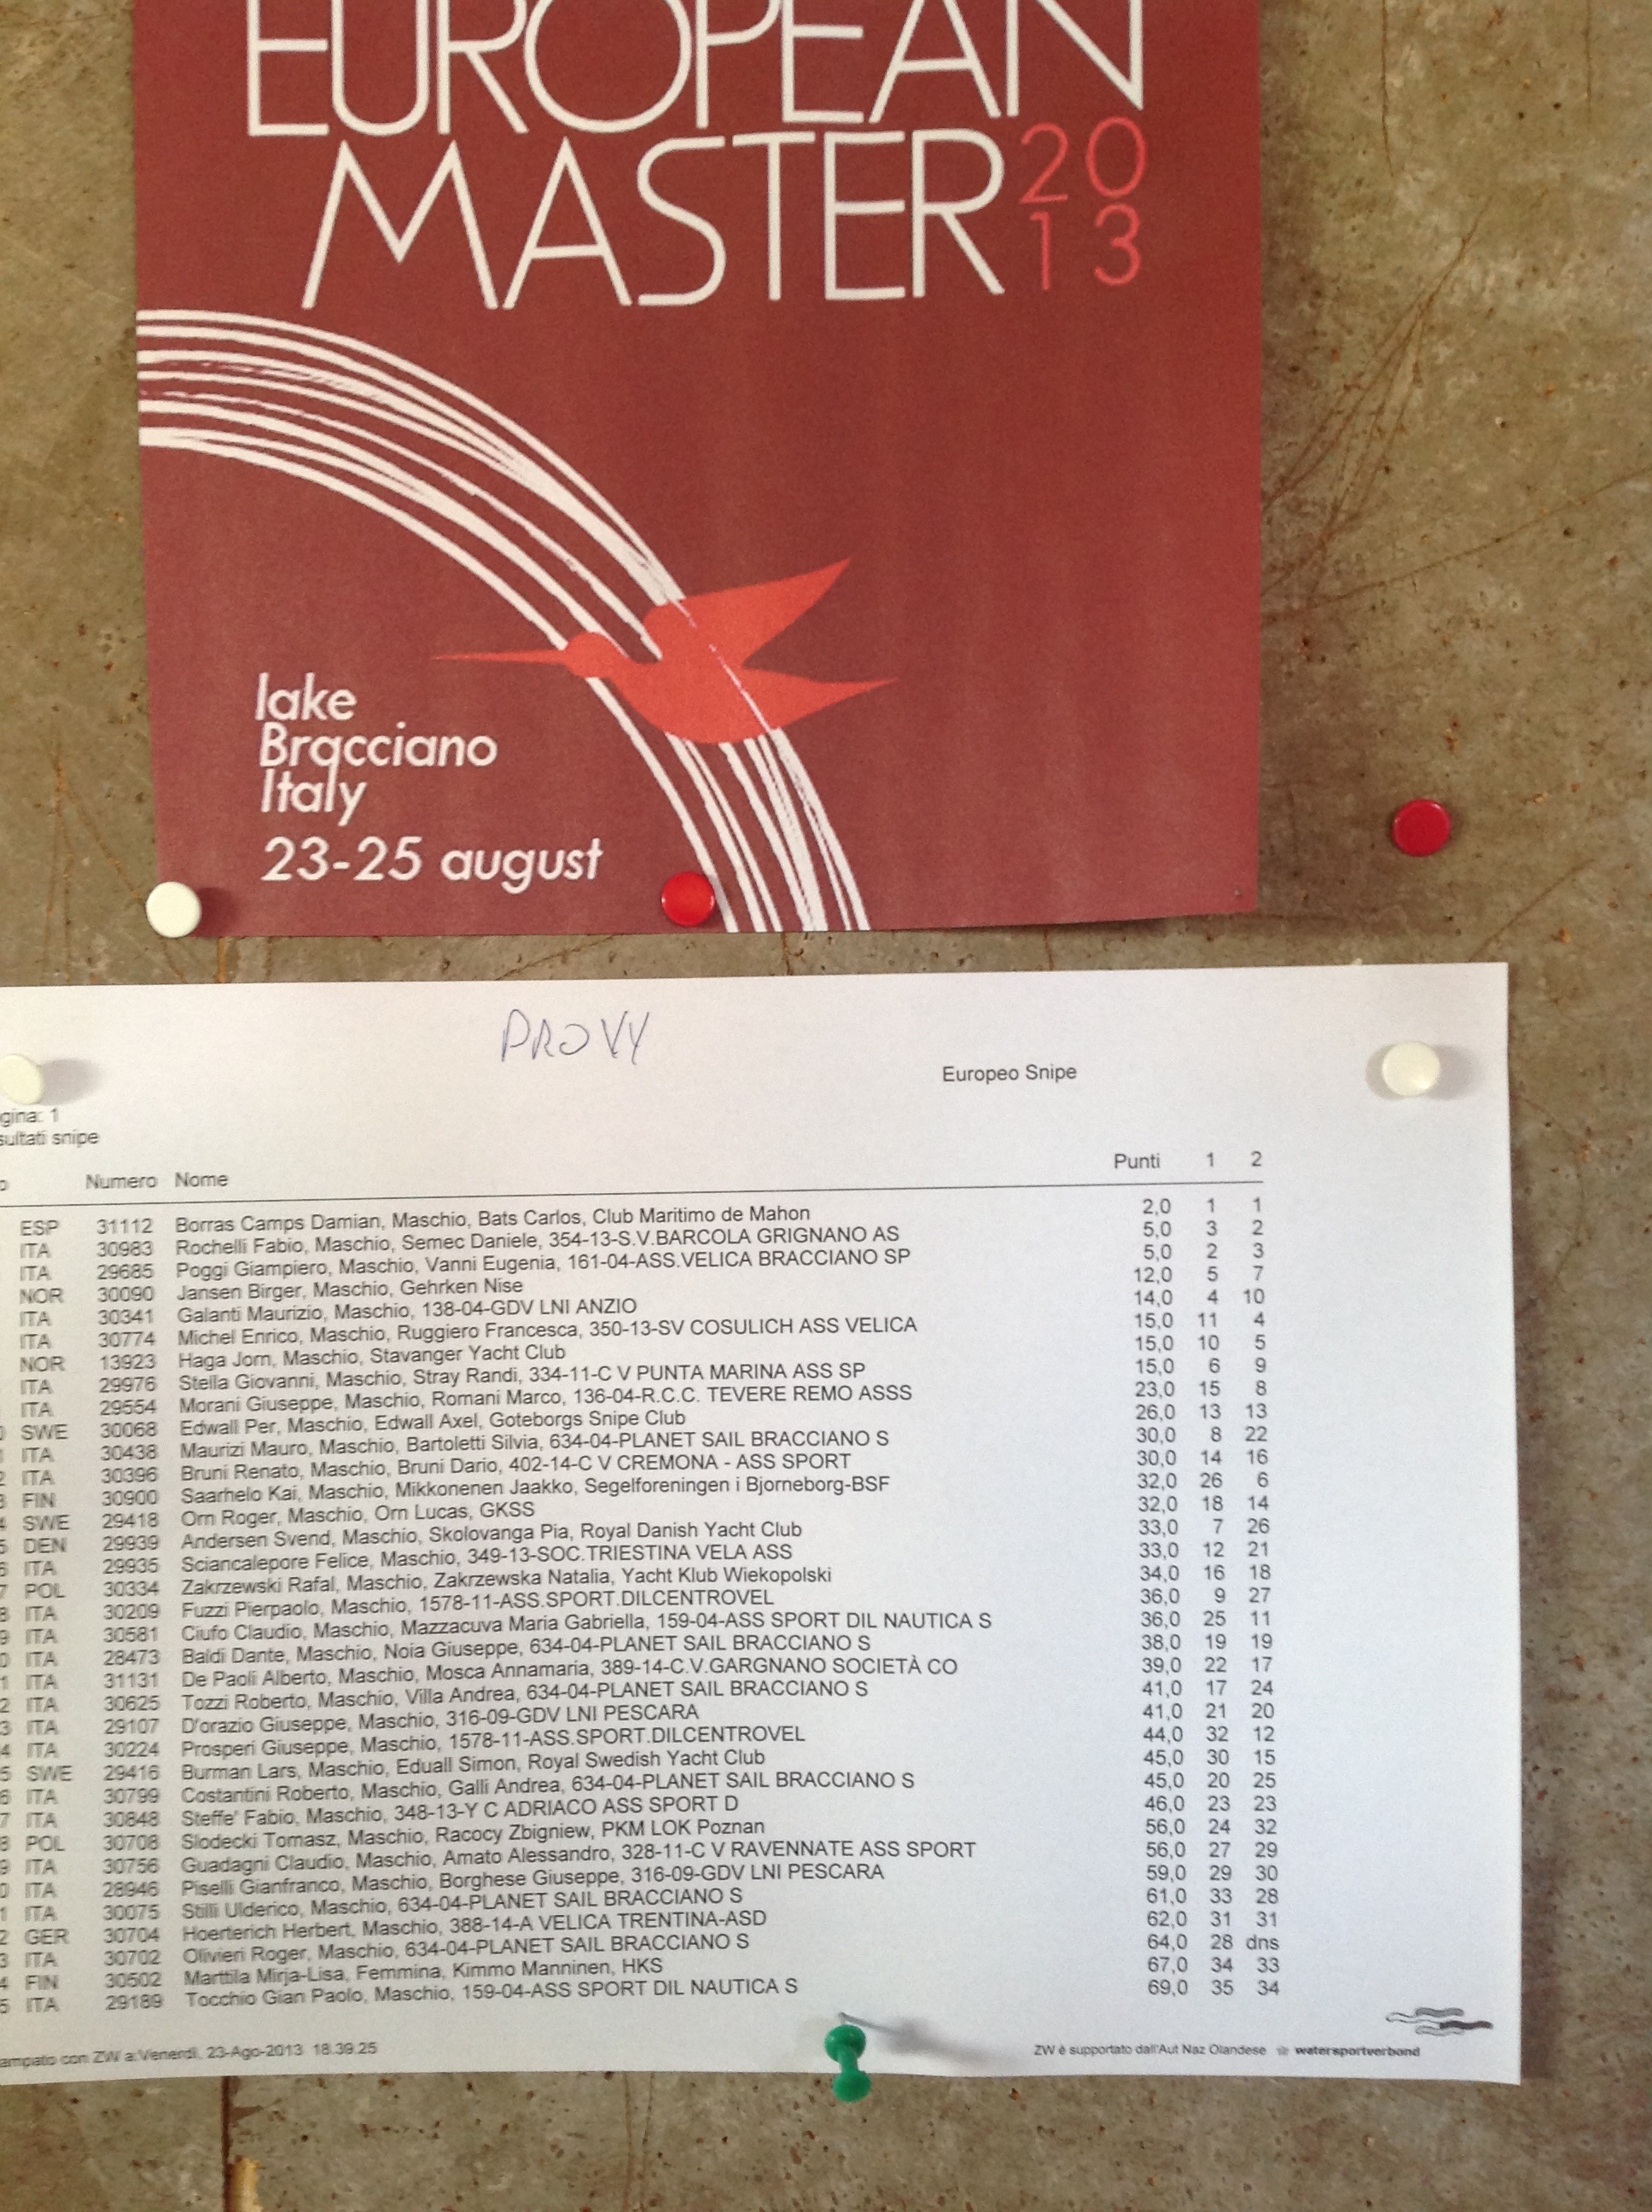 EUROPEAN
MASTER 20
13
lake
Bracciano
Italy
23-25 august
PROVY
Europeo Snipe
gina: 1
sultati snipe
Numero Nome Punti 1 2
ESP 31112 Borras Camps Damian, Maschio, Bats Carlos, Club Maritimo de Mahon 2,0 1 1
ITA 30983 Rochelli Fabio, Maschio, Semec Daniele, 354-13-S.V.BARCOLA GRIGNANO AS 5,0 3 2
ITA 29685 Poggi Giampiero, Maschio, Vanni Eugenia, 161-04-ASS.VELICA BRACCIANO SP 5,0 2 3
NOR 30090 Jansen Birger, Maschio, Gehrken Nise 12,0 5 7
ITA 30341 Galanti Maurizio, Maschio, 138-04-GDV LNI ANZIO 14,0 4 10
ITA 30774 Michel Enrico, Maschio, Ruggiero Francesca, 350-13-SV COSULICH ASS VELICA 15,0 11 4
NOR 13923 Haga Jorn, Maschio, Stavanger Yacht Club 15,0 10 5
ITA 29976 Stella Giovanni, Maschio, Stray Randi, 334-11-C V PUNTA MARINA ASS SP 15,0 6 9
ITA 29554 Morani Giuseppe, Maschio, Romani Marco, 136-04-R.C.C. TEVERE REMO ASSS 23,0 15 8
0 SWE 30068 Edwall Per, Maschio, Edwall Axel, Goteborgs Snipe Club 26,0 13 13
1 ITA 30438 Maurizi Mauro, Maschio, Bartoletti Silvia, 634-04-PLANET SAIL BRACCIANO S 30,0 8 22
2 ITA 30396 Bruni Renato, Maschio, Bruni Dario, 402-14-C V CREMONA - ASS SPORT 30,0 14 16
3 FIN 30900 Saarhelo Kai, Maschio, Mikkonenen Jaakko, Segelforeningen i Bjorneborg-BSF 32,0 26 6
4 SWE 29418 Orn Roger, Maschio, Orn Lucas, GKSS 32,0 18 14
5 DEN 29939 Andersen Svend, Maschio, Skolovanga Pia, Royal Danish Yacht Club 33,0 7 26
6 ITA 29935 Sciancalepore Felice, Maschio, 349-13-SOC.TRIESTINA VELA ASS 33,0 12 21
7 POL 30334 Zakrzewski Rafal, Maschio, Zakrzewska Natalia, Yacht Klub Wiekopolski 34,0 16 18
8 ITA 30209 Fuzzi Pierpaolo, Maschio, 1578-11-ASS.SPORT.DILCENTROVEL 36,0 9 27
9 ITA 30581 Ciufo Claudio, Maschio, Mazzacuva Maria Gabriella, 159-04-ASS SPORT DIL NAUTICA S 36,0 25 11
0 ITA 28473 Baldi Dante, Maschio, Noia Giuseppe, 634-04-PLANET SAIL BRACCIANO S 38,0 19 19
1 ITA 31131 De Paoli Alberto, Maschio, Mosca Annamaria, 389-14-C.V.GARGNANO SOCIETÀ CO 39,0 22 17
2 ITA 30625 Tozzi Roberto, Maschio, Villa Andrea, 634-04-PLANET SAIL BRACCIANO S 41,0 17 24
3 ITA 29107 D'orazio Giuseppe, Maschio, 316-09-GDV LNI PESCARA 41,0 21 20
4 ITA 30224 Prosperi Giuseppe, Maschio, 1578-11-ASS.SPORT.DILCENTROVEL 44,0 32 12
5 SWE 29416 Burman Lars, Maschio, Eduall Simon, Royal Swedish Yacht Club 45,0 30 15
6 ITA 30799 Costantini Roberto, Maschio, Galli Andrea, 634-04-PLANET SAIL BRACCIANO S 45,0 20 25
7 ITA 30848 Steffe' Fabio, Maschio, 348-13-Y C ADRIACO ASS SPORT D 46,0 23 23
8 POL 30708 Slodecki Tomasz, Maschio, Racocy Zbigniew, PKM LOK Poznan 56,0 24 32
9 ITA 30756 Guadagni Claudio, Maschio, Amato Alessandro, 328-11-C V RAVENNATE ASS SPORT 56,0 27 29
0 ITA 28946 Piselli Gianfranco, Maschio, Borghese Giuseppe, 316-09-GDV LNI PESCARA 59,0 29 30
1 ITA 30075 Stilli Ulderico, Maschio, 634-04-PLANET SAIL BRACCIANO S 61,0 33 28
2 GER 30704 Hoerterich Herbert, Maschio, 388-14-A VELICA TRENTINA-ASD 62,0 31 31
3 ITA 30702 Olivieri Roger, Maschio, 634-04-PLANET SAIL BRACCIANO S 64,0 28 dns
4 FIN 30502 Marttila Mirja-Lisa, Femmina, Kimmo Manninen, HKS 67,0 34 33
5 ITA 29189 Tocchio Gian Paolo, Maschio, 159-04-ASS SPORT DIL NAUTICA S 69,0 35 34
ampato con ZW a:Venerdì, 23-Ago-2013 18.39.25 ZW è supportato dall'Aut Naz Olandese watersportverbond